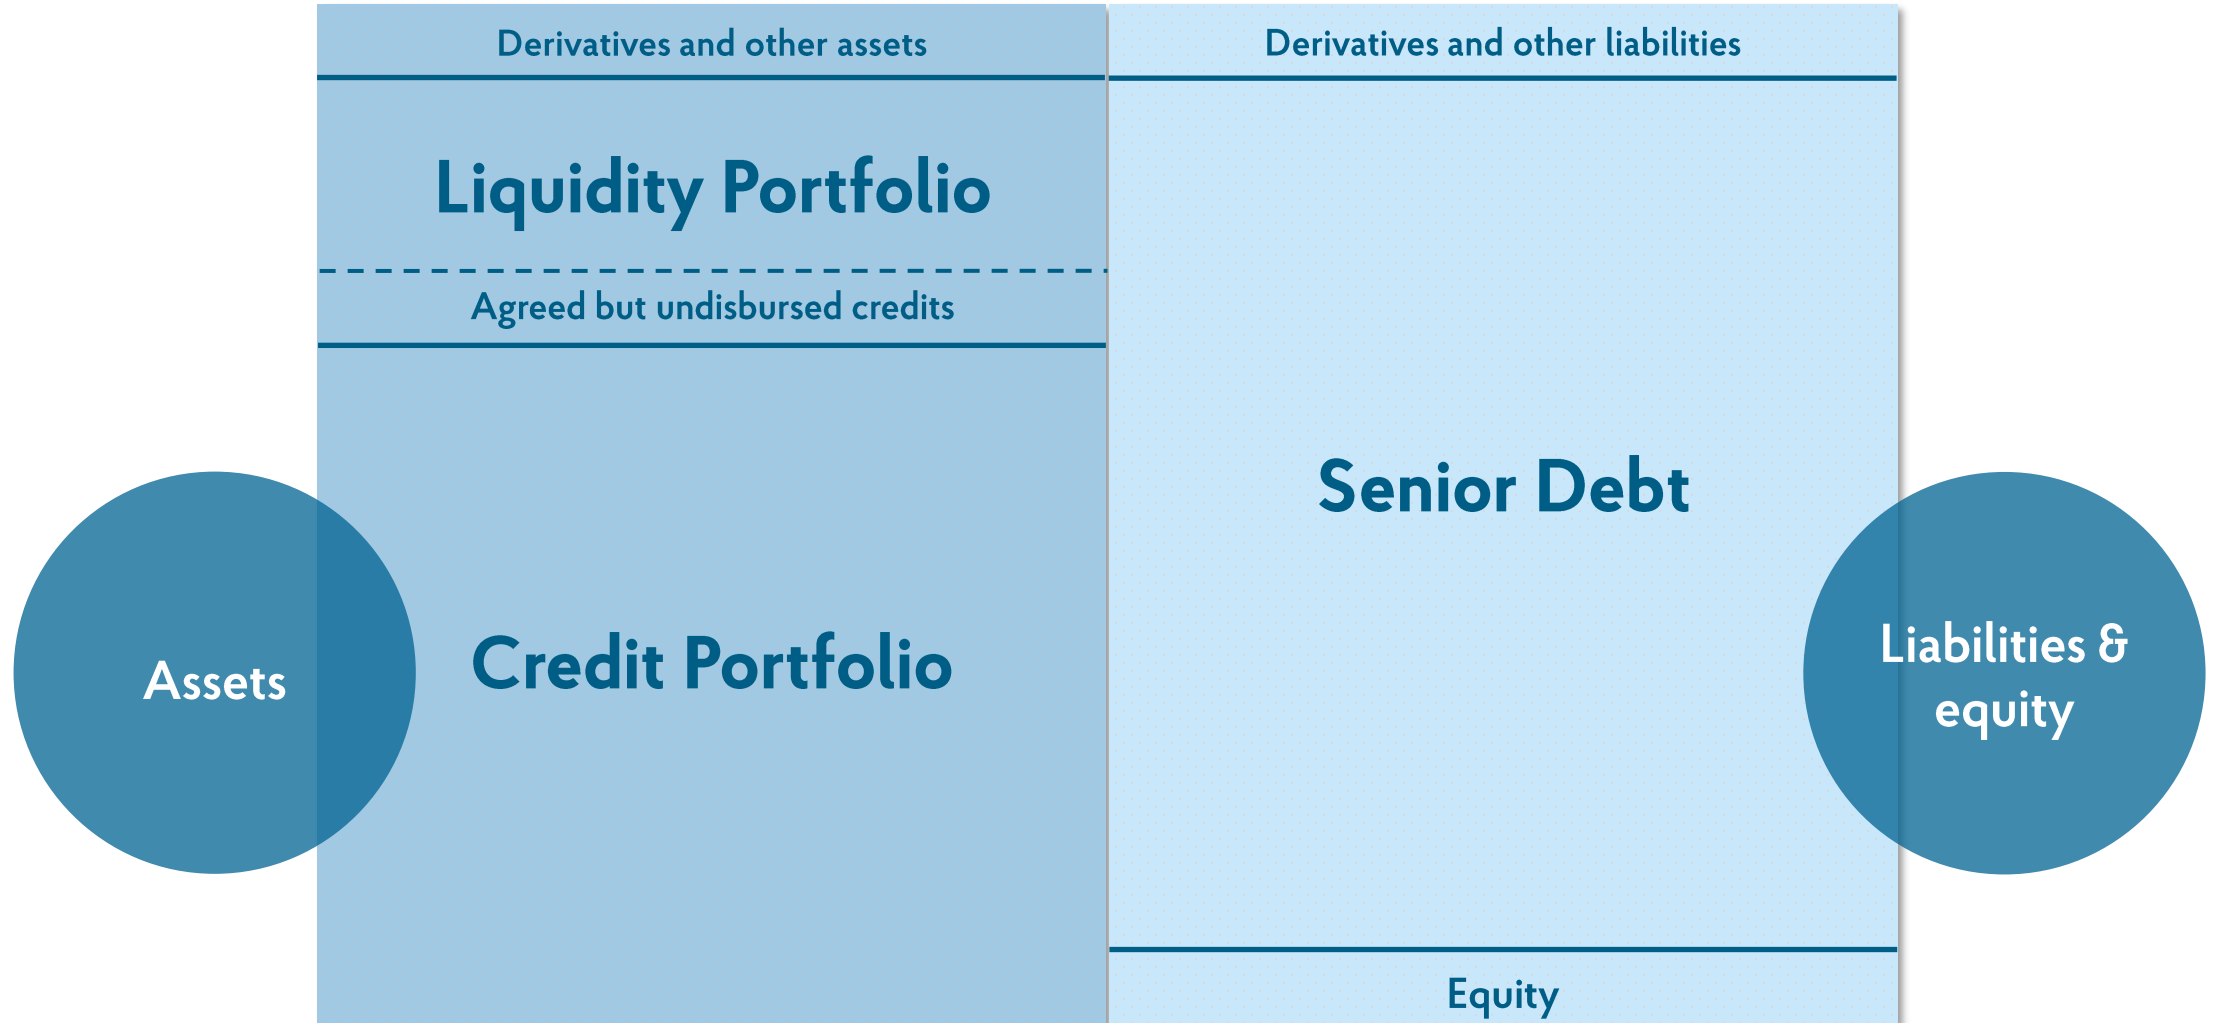 Derivatives and other assets
Liquidity Portfolio
Agreed but undisbursed credits
Credit Portfolio
Assets
Derivatives and other liabilities
Senior Debt
Equity
Liabilities &
equity